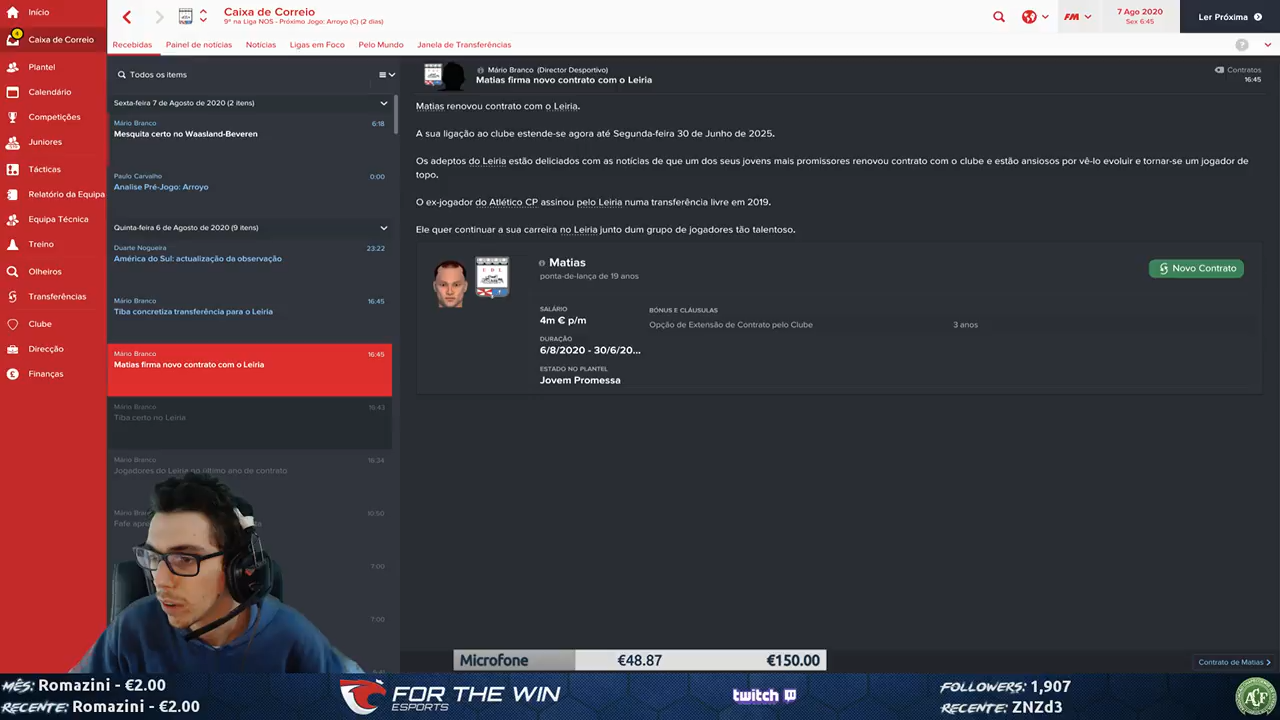 Início
Caixa de Correio
Plantel
Calendário
Competições
Juniores
Tácticas
Relatório da Equipa
Equipa Técnica
Treino
Olheiros
Transferências
Clube
Direcção
Finanças
Caixa de Correio
9º na Liga NOS - Próximo Jogo: Arroyo (C) (2 dias)
FM
7 Ago 2020
Sex 6:45
Ler Próxima
Recebidas Painel de notícias Notícias Ligas em Foco Pelo Mundo Janela de Transferências
Todos os items
Sexta-feira 7 de Agosto de 2020 (2 itens)
Mário Branco 6:18
Mesquita certo no Waasland-Beveren
Paulo Carvalho 0:00
Analise Pré-Jogo: Arroyo
Quinta-feira 6 de Agosto de 2020 (9 itens)
Duarte Nogueira 23:22
América do Sul: actualização da observação
Mário Branco 16:45
Tiba concretiza transferência para o Leiria
Mário Branco 16:45
Matias firma novo contrato com o Leiria
Mário Branco 16:43
Tiba certo no Leiria
Mário Branco 16:34
Jogadores do Leiria no último ano de contrato
10:50
7:00
7:00
Mário Branco (Director Desportivo)
Matias firma novo contrato com o Leiria
Contratos
16:45
Matias renovou contrato com o Leiria.
A sua ligação ao clube estende-se agora até Segunda-feira 30 de Junho de 2025.
Os adeptos do Leiria estão deliciados com as notícias de que um dos seus jovens mais promissores renovou contrato com o clube e estão ansiosos por vê-lo evoluir e tornar-se um jogador de
topo.
O ex-jogador do Atlético CP assinou pelo Leiria numa transferência livre em 2019.
Ele quer continuar a sua carreira no Leiria junto dum grupo de jogadores tão talentoso.
Matias
ponta-de-lança de 19 anos
Novo Contrato
SALÁRIO
4m € p/m
BÓNUS E CLÁUSULAS
Opção de Extensão de Contrato pelo Clube 3 anos
DURAÇÃO
6/8/2020 - 30/6/20...
ESTADO NO PLANTEL
Jovem Promessa
Contrato de Matias
Microfone €48.87 €150.00
MÊS: Romazini - €2.00
RECENTE: Romazini - €2.00
FOR THE WIN
ESPORTS
twitch
FOLLOWERS: 1,907
RECENTE: ZNZd3